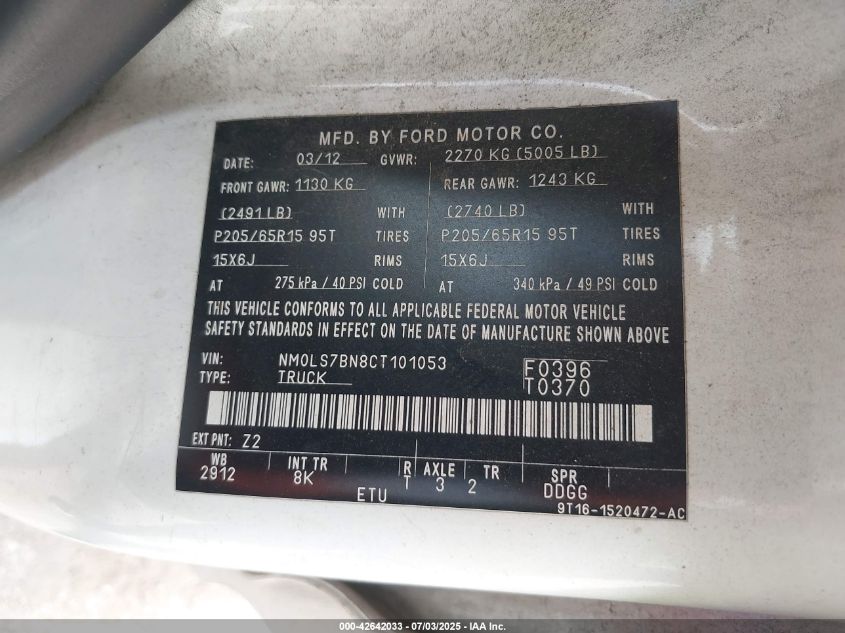 MFD. BY FORD MOTOR CO.
DATE: 03/12 GVWR: 2270 KG (5005 LB)
FRONT GAWR: 1130 KG REAR GAWR: 1243 KG
(2491 LB) WITH (2740 LB) WITH
P205/65R15 95T TIRES P205/65R15 95T TIRES
15X6J RIMS 15X6J RIMS
AT 275 kPa / 40 PSI COLD AT 340 kPa / 49 PSI COLD
THIS VEHICLE CONFORMS TO ALL APPLICABLE FEDERAL MOTOR VEHICLE
SAFETY STANDARDS IN EFFECT ON THE DATE OF MANUFACTURE SHOWN ABOVE
VIN: NM0LS7BN8CT101053 F0396
TYPE: TRUCK T0370
EXT PNT: Z2
WB INT TR R AXLE TR SPR
2912 8K T 3 2 DDGG
ETU 9T16-1520472-AC
000-42642033 - 07/03/2025 - IAA Inc.